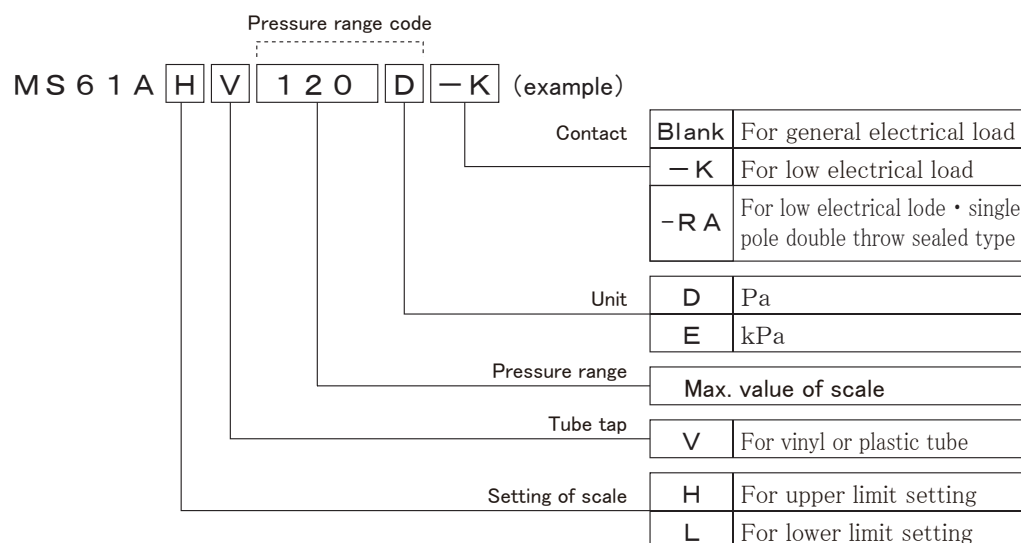 Pressure range code
MS61A H V 120 D －K (example)
Contact
Blank For general electrical load
－K For low electrical load
-RA For low electrical lode・single
pole double throw sealed type
Unit
D Pa
E kPa
Pressure range
Max. value of scale
Tube tap
V For vinyl or plastic tube
Setting of scale
H For upper limit setting
L For lower limit setting